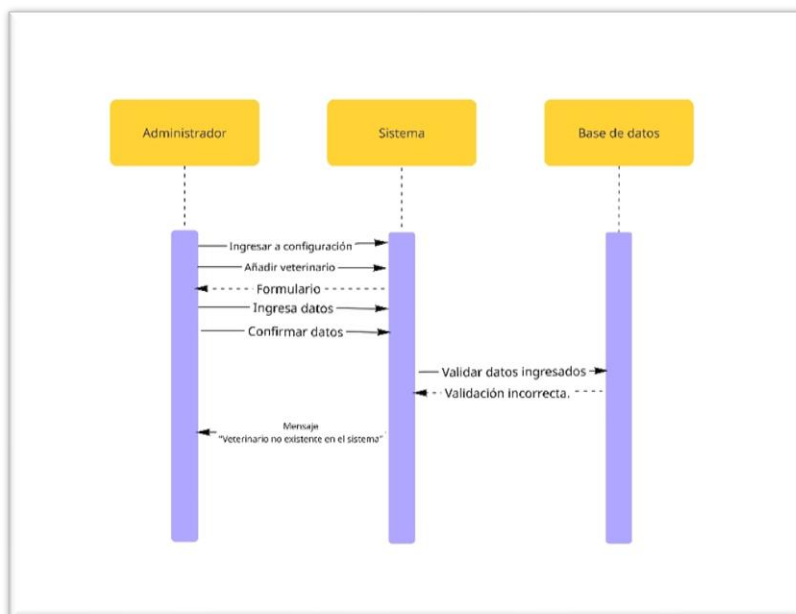 Administrador
Sistema
Base de datos
Ingresar a configuración
Añadir veterinario
Formulario
Ingresa datos
Confirmar datos
Validar datos ingresados
Validación incorrecta.
Mensaje
"Veterinario no existente en el sistema"